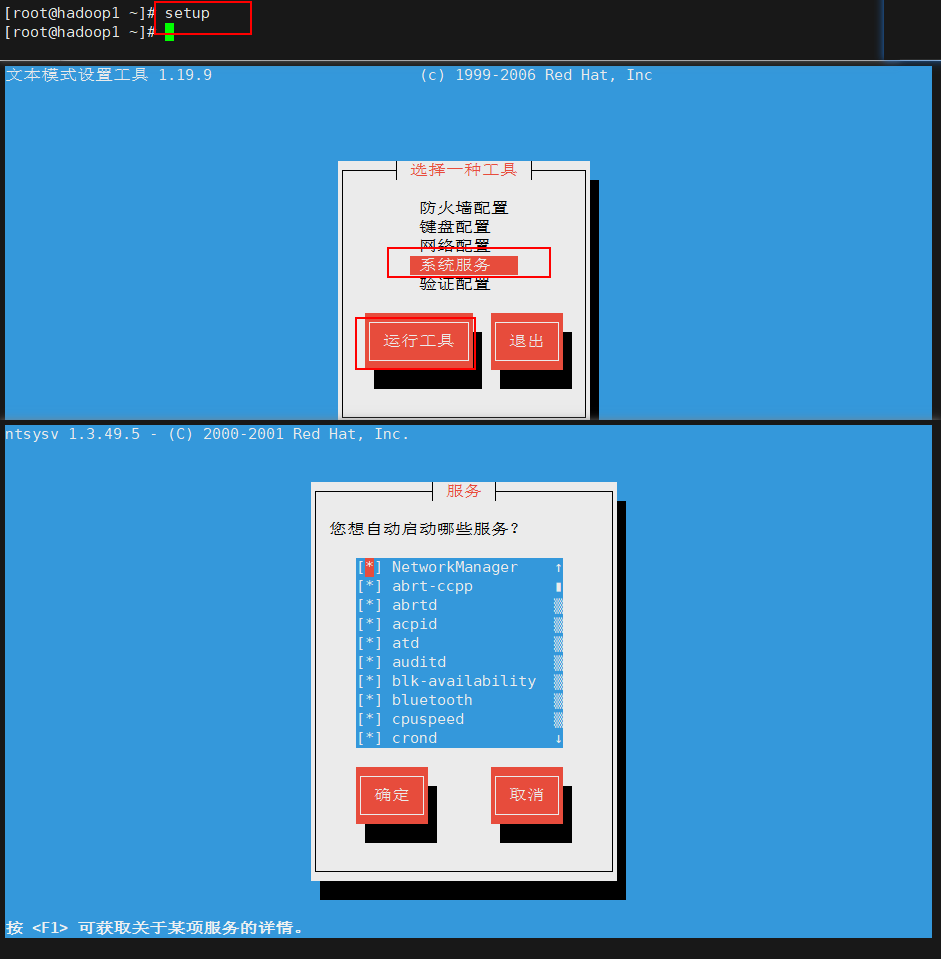 [root@hadoop1 ~]# setup
[root@hadoop1 ~]#
文本模式设置工具 1.19.9 (c) 1999-2006 Red Hat, Inc
选择一种工具
防火墙配置
键盘配置
网络配置
系统服务
验证配置
运行工具 退出
ntsysv 1.3.49.5 - (C) 2000-2001 Red Hat, Inc.
服务
您想自动启动哪些服务？
[*] NetworkManager ↑
[*] abrt-ccpp
[*] abrtd
[*] acpid
[*] atd
[*] auditd
[*] blk-availability
[*] bluetooth
[*] cpuspeed
[*] crond ↓
确定 取消
按 <F1> 可获取关于某项服务的详情。